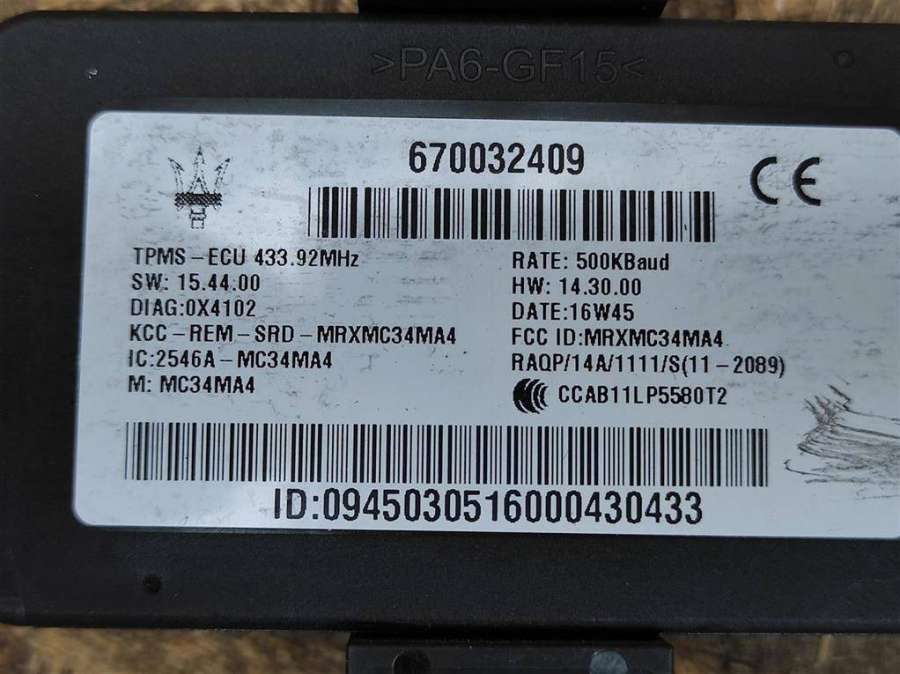 >PA6-GF15<
670032409
CE
TPMS-ECU 433.92MHz
SW: 15.44.00
DIAG:0X4102
KCC-REM-SRD-MRXMC34MA4
IC:2546A-MC34MA4
M: MC34MA4
RATE: 500KBaud
HW: 14.30.00
DATE:16W45
FCC ID:MRXMC34MA4
RAQP/14A/1111/S(11-2089)
CCAB11LP5580T2
ID:0945030516000430433